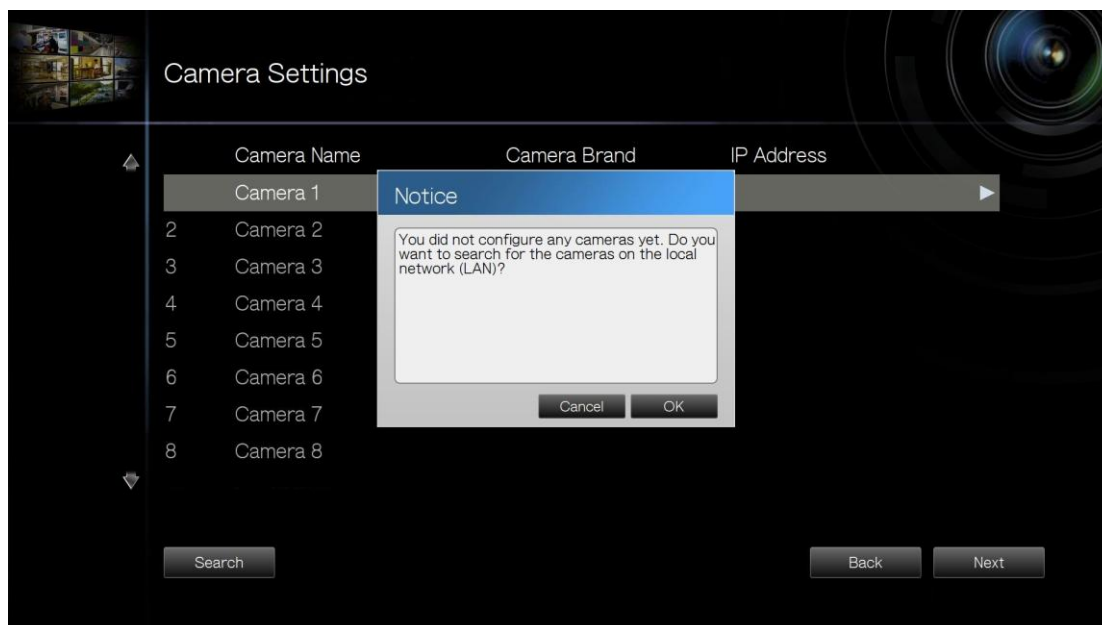 Camera Settings
Camera Name Camera Brand IP Address
Camera 1
2 Camera 2
3 Camera 3
4 Camera 4
5 Camera 5
6 Camera 6
7 Camera 7
8 Camera 8
Notice
You did not configure any cameras yet. Do you
want to search for the cameras on the local
network (LAN)?
Cancel OK
Search Back Next